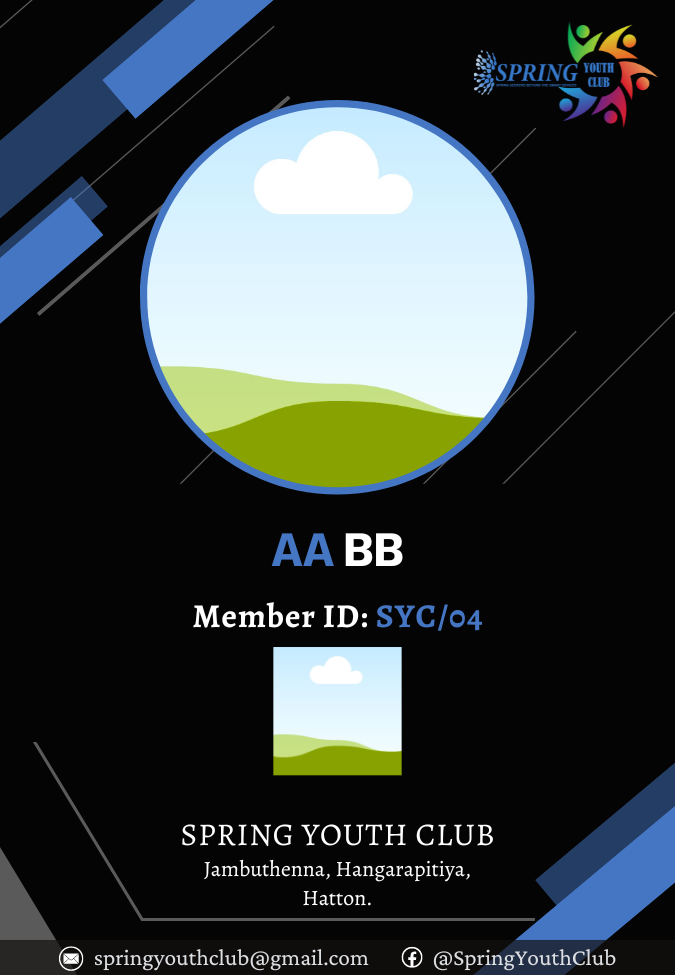 SPRING YOUTH
CLUB
AA BB
Member ID: SYC/04
SPRING YOUTH CLUB
Jambuthenna, Hangarapitiya,
Hatton.
springyouthclub@gmail.com @SpringYouthClub